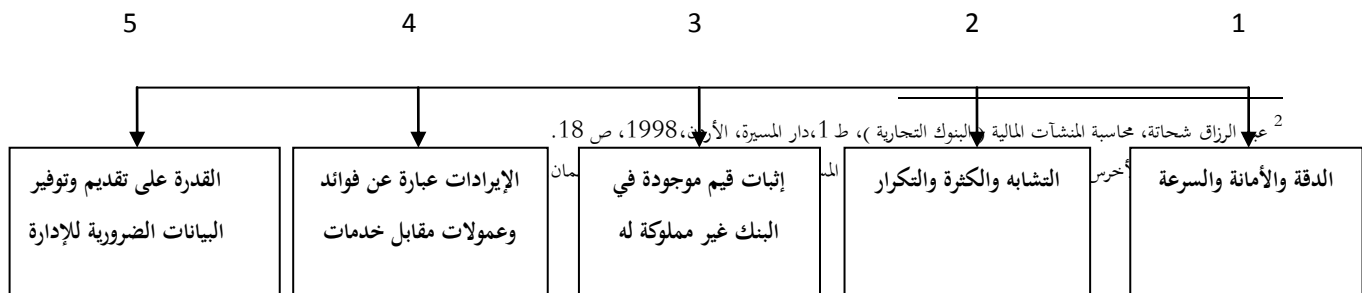 1
2
3
4
5
2 عبد الرزاق شحاتة، محاسبة المنشآت المالية (البنوك التجارية )، ط 1،دار المسيرة، الأردن،1998، ص 18.
الدقة والأمانة والسرعة
التشابه والكثرة والتكرار
إثبات قيم موجودة في
البنك غير مملوكة له
الإيرادات عبارة عن فوائد
وعمولات مقابل خدمات
القدرة على تقديم وتوفير
البيانات الضرورية للإدارة